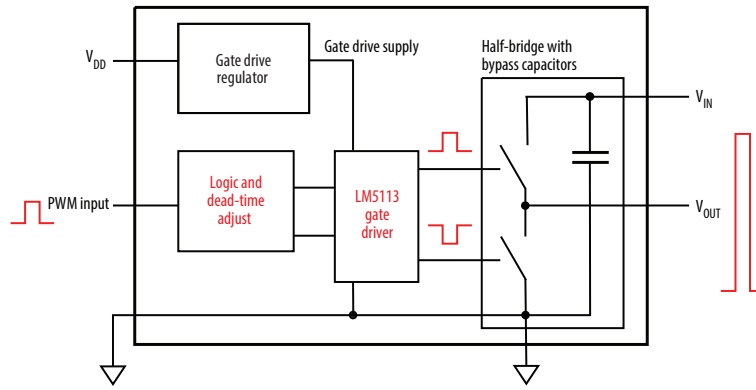 Gate drive supply
Half-bridge with
bypass capacitors
V_DD
Gate drive
regulator
V_IN
PWM input
Logic and
dead-time
adjust
LM5113
gate
driver
V_OUT